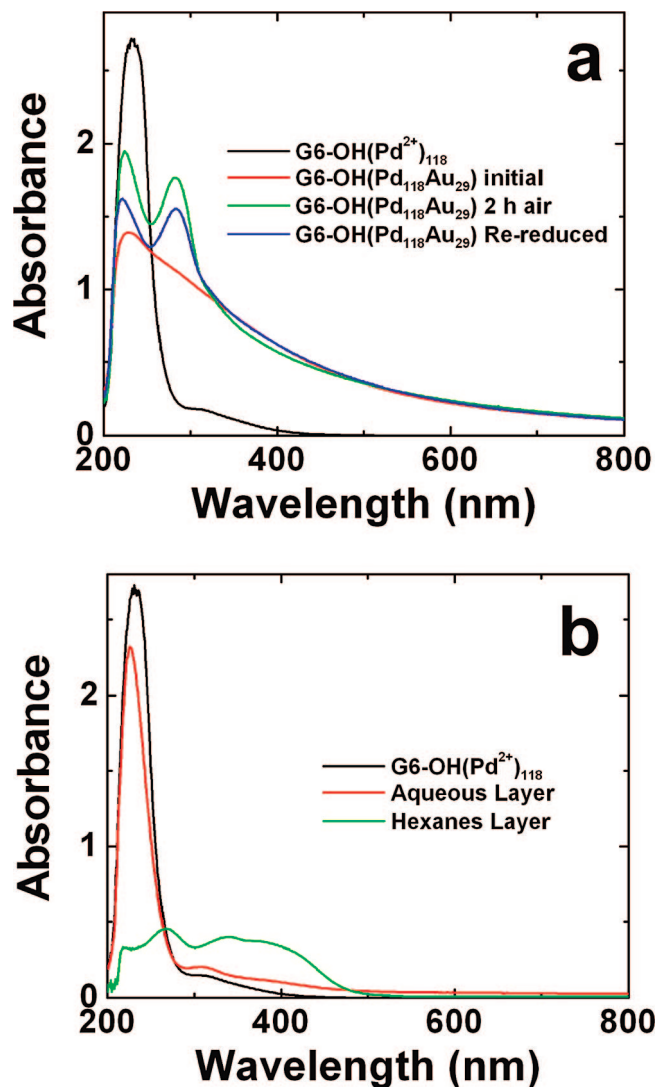 a
G6-OH(Pd²⁺)₁₁₈
G6-OH(Pd₁₁₈Au₂₉) initial
G6-OH(Pd₁₁₈Au₂₉) 2 h air
G6-OH(Pd₁₁₈Au₂₉) Re-reduced
Absorbance
2
1
0
200 400 600 800
Wavelength (nm)
b
G6-OH(Pd²⁺)₁₁₈
Aqueous Layer
Hexanes Layer
Absorbance
2
1
0
200 400 600 800
Wavelength (nm)